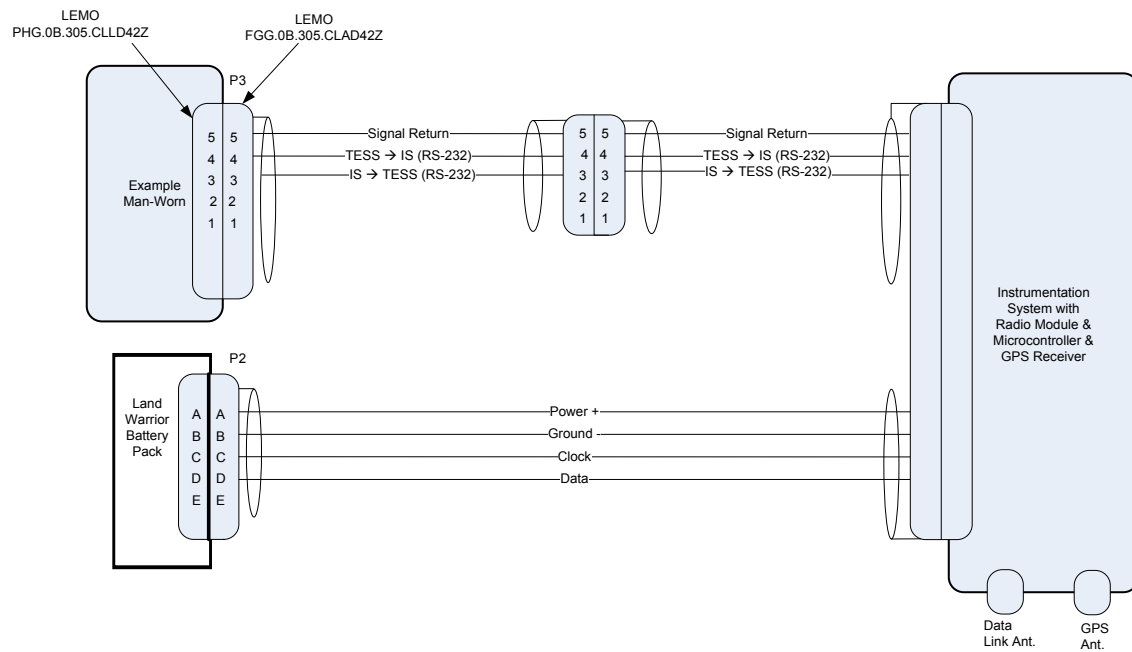 LEMO
PHG.0B.305.CLLD42Z
LEMO
FGG.0B.305.CLAD42Z
P3
Example
Man-Worn
5 5
4 4
3 3
2 2
1 1
Signal Return
TESS → IS (RS-232)
IS → TESS (RS-232)
5 5
4 4
3 3
2 2
1 1
Signal Return
TESS → IS (RS-232)
IS → TESS (RS-232)
Instrumentation
System with
Radio Module &
Microcontroller &
GPS Receiver
P2
Land
Warrior
Battery
Pack
A A
B B
C C
D D
E E
Power +
Ground -
Clock
Data
Data
Link Ant.
GPS
Ant.